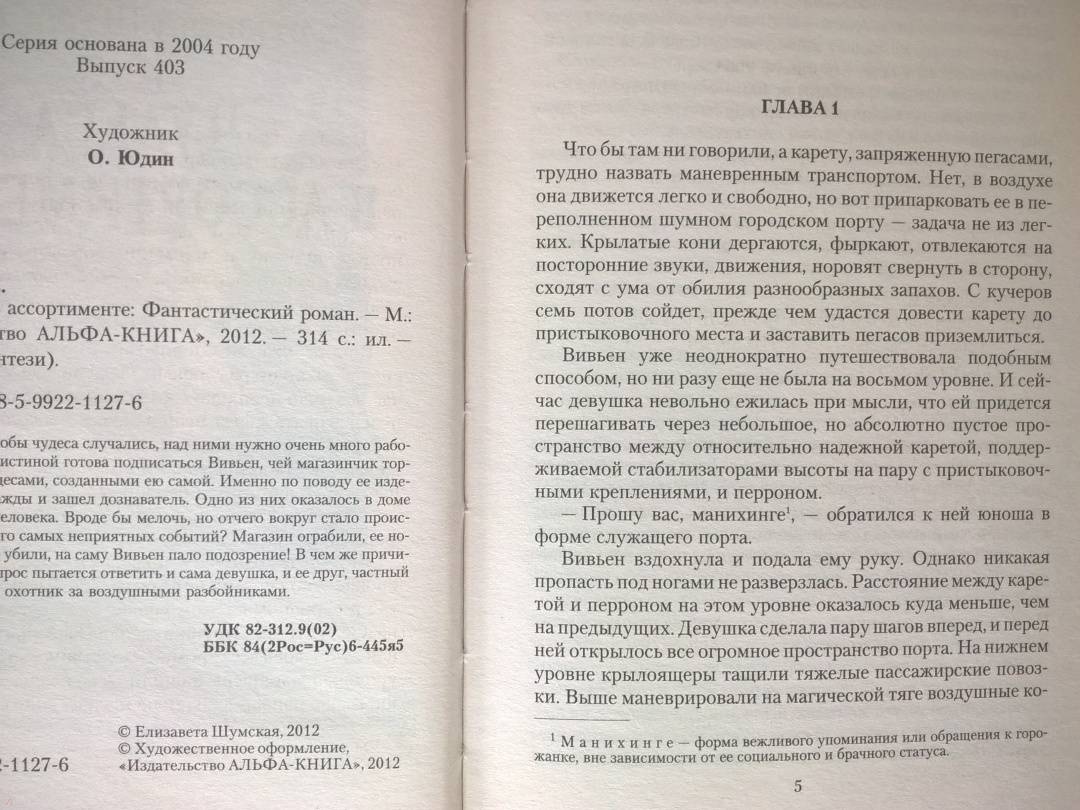 Серия основана в 2004 году
Выпуск 403
Художник
О. Юдин
ассортименте: Фантастический роман. — М.:
тво АЛЬФА-КНИГА», 2012. — 314 с.: ил. —
нтези).
8-5-9922-1127-6
обы чудеса случались, над ними нужно очень много рабо-
истиной готова подписаться Вивьен, чей магазинчик тор-
десами, созданными ею самой. Именно по поводу ее изде-
жды и зашел дознаватель. Одно из них оказалось в доме
еловека. Вроде бы мелочь, но отчего вокруг стало проис-
го самых неприятных событий? Магазин ограбили, ее но-
убили, на саму Вивьен пало подозрение! В чем же причи-
прос пытается ответить и сама девушка, и ее друг, частный
охотник за воздушными разбойниками.
УДК 82-312.9(02)
ББК 84(2Рос=Рус)6-445я5
© Елизавета Шумская, 2012
© Художественное оформление,
«Издательство АЛЬФА-КНИГА», 2012
2-1127-6
ГЛАВА 1
Что бы там ни говорили, а карету, запряженную пегасами,
трудно назвать маневренным транспортом. Нет, в воздухе
она движется легко и свободно, но вот припарковать ее в пе-
реполненном шумном городском порту — задача не из лег-
ких. Крылатые кони дергаются, фыркают, отвлекаются на
посторонние звуки, движения, норовят свернуть в сторону,
сходят с ума от обилия разнообразных запахов. С кучеров
семь потов сойдет, прежде чем удастся довести карету до
пристыковочного места и заставить пегасов приземлиться.
Вивьен уже неоднократно путешествовала подобным
способом, но ни разу еще не была на восьмом уровне. И сей-
час девушка невольно ежилась при мысли, что ей придется
перешагивать через небольшое, но абсолютно пустое про-
странство между относительно надежной каретой, поддер-
живаемой стабилизаторами высоты на пару с пристыковоч-
ными креплениями, и перроном.
— Прошу вас, манихинге¹, — обратился к ней юноша в
форме служащего порта.
Вивьен вздохнула и подала ему руку. Однако никакая
пропасть под ногами не разверзлась. Расстояние между каре-
той и перроном на этом уровне оказалось куда меньше, чем
на предыдущих. Девушка сделала пару шагов вперед, и перед
ней открылось все огромное пространство порта. На нижнем
уровне крылоящеры тащили тяжелые пассажирские повоз-
ки. Выше маневрировали на магической тяге воздушные ко-
¹ Манихинге — форма вежливого упоминания или обращения к горо-
жанке, вне зависимости от ее социального и брачного статуса.
5